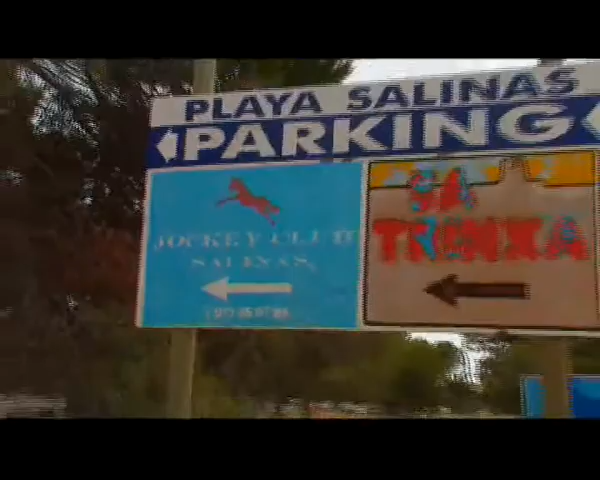 PLAYA SALINAS
PARKING
JOCKEY CLUB
SALINAS
SA
TRINXA